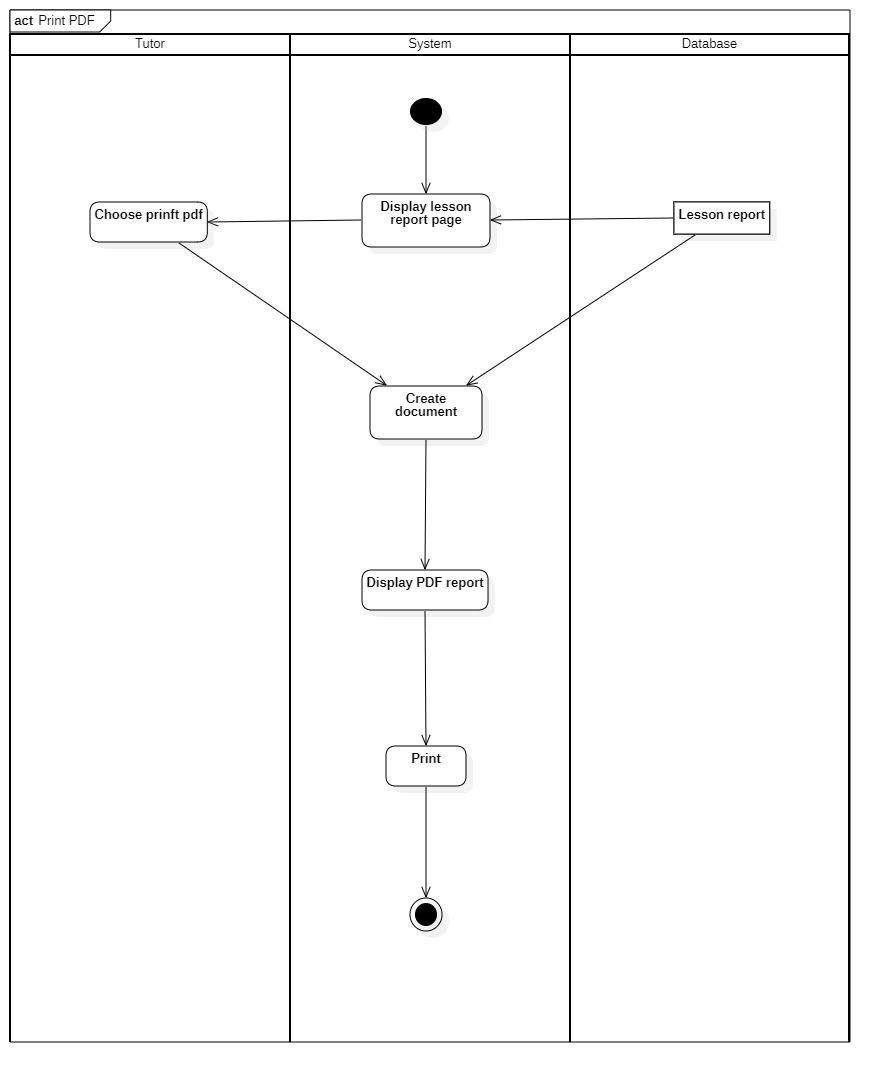 act Print PDF
Tutor
System
Database
Display lesson
report page
Choose prinft pdf
Lesson report
Create
document
Display PDF report
Print